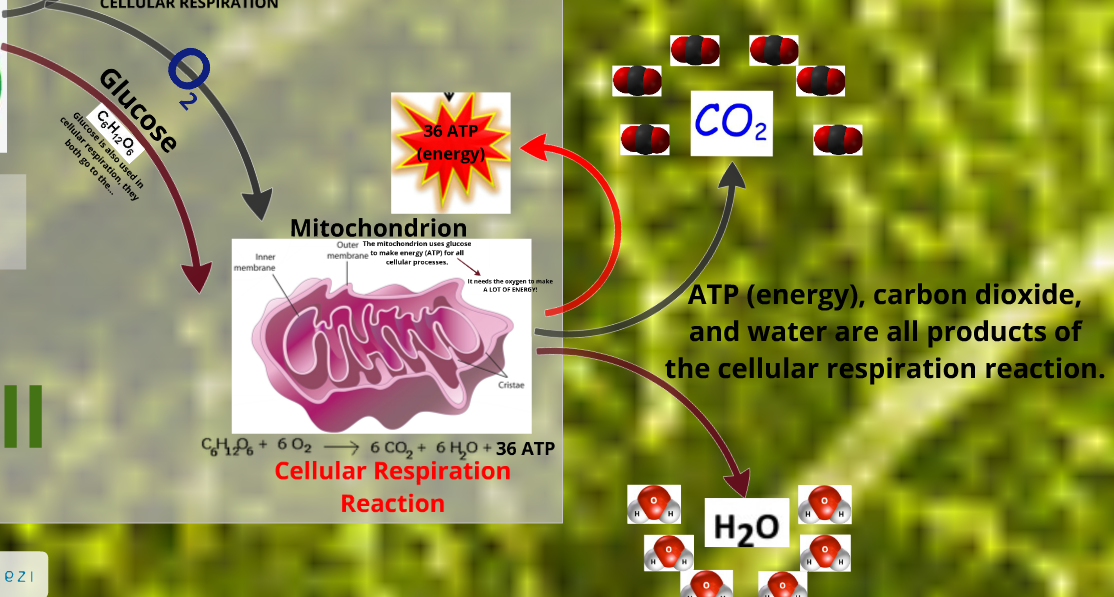 CELLULAR RESPIRATION
O
2
Glucose
C6H12O6
Glucose is also used in
cellular respiration. they
both go to the...
36 ATP
(energy)
CO2
Mitochondrion
Outer
membrane
Inner
membrane
The mitochondrion uses glucose
to make energy (ATP) for all
cellular processes.
It needs the oxygen to make
A LOT OF ENERGY!
Cristae
C6H12O6 + 6 O2 → 6 CO2 + 6 H2O + 36 ATP
Cellular Respiration
Reaction
ATP (energy), carbon dioxide,
and water are all products of
the cellular respiration reaction.
H2O
O
H H
O
H H
O
H H
O
H H
O
H H
O
H H